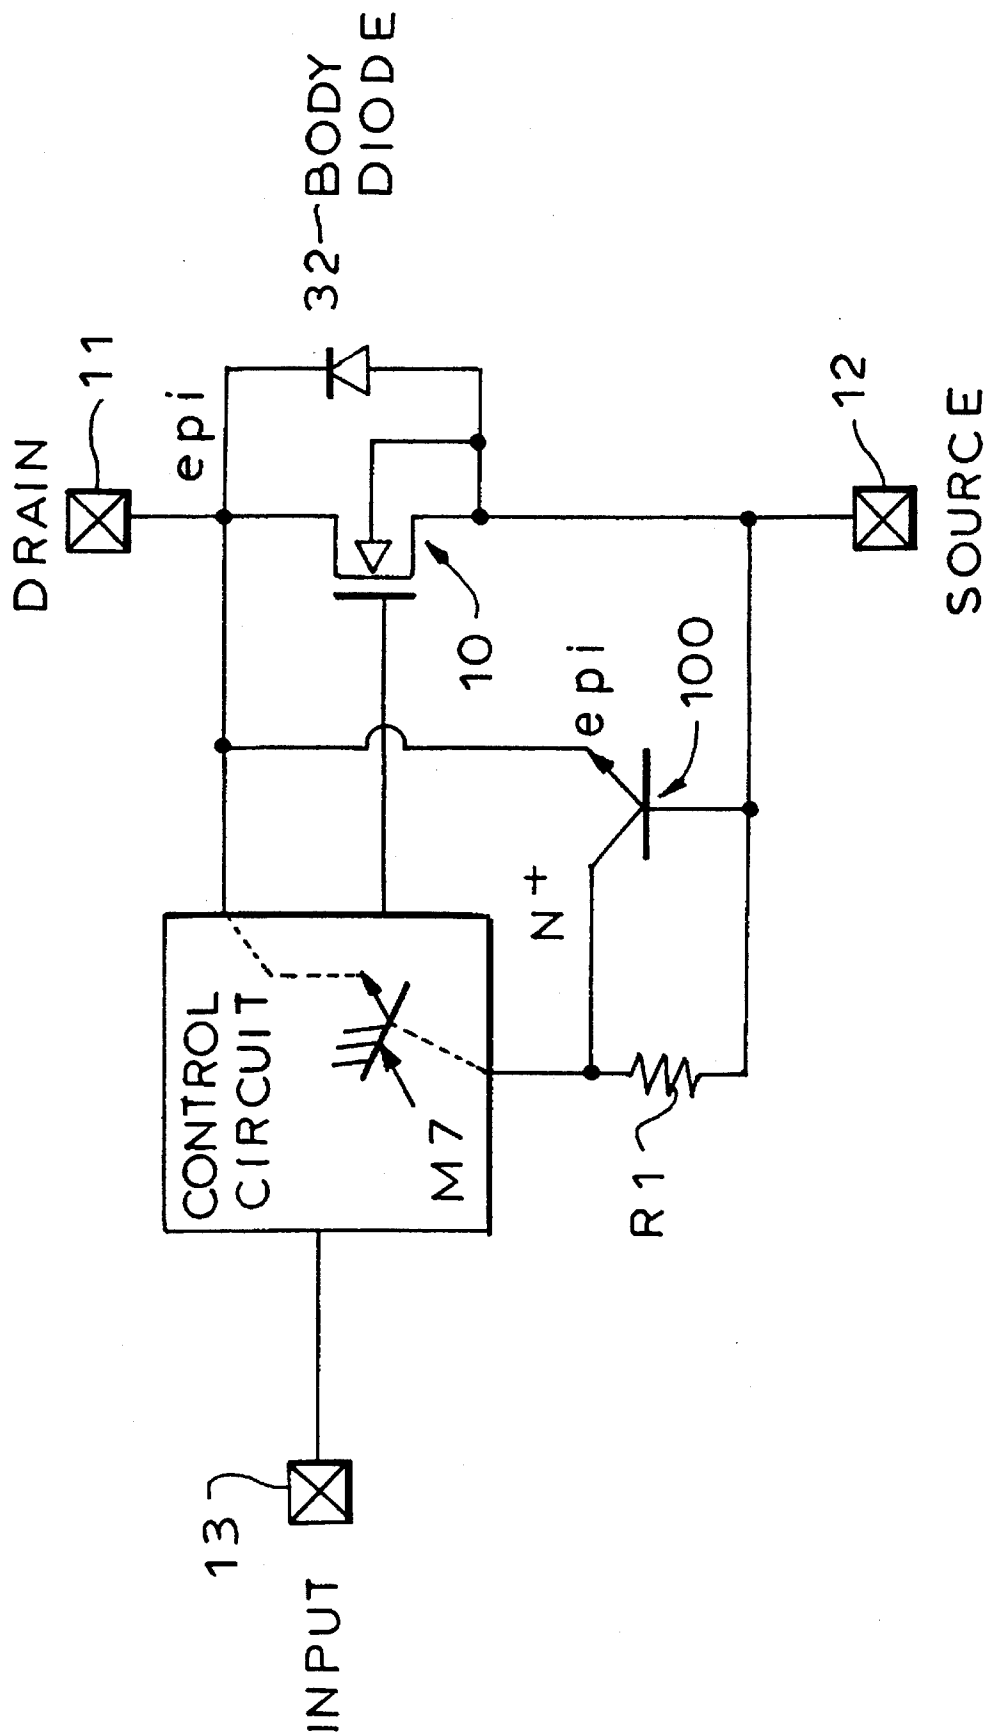 DRAIN
11
epi
32
BODY
DIODE
CONTROL
CIRCUIT
M7
10
epi
100
N+
R1
13
INPUT
12
SOURCE